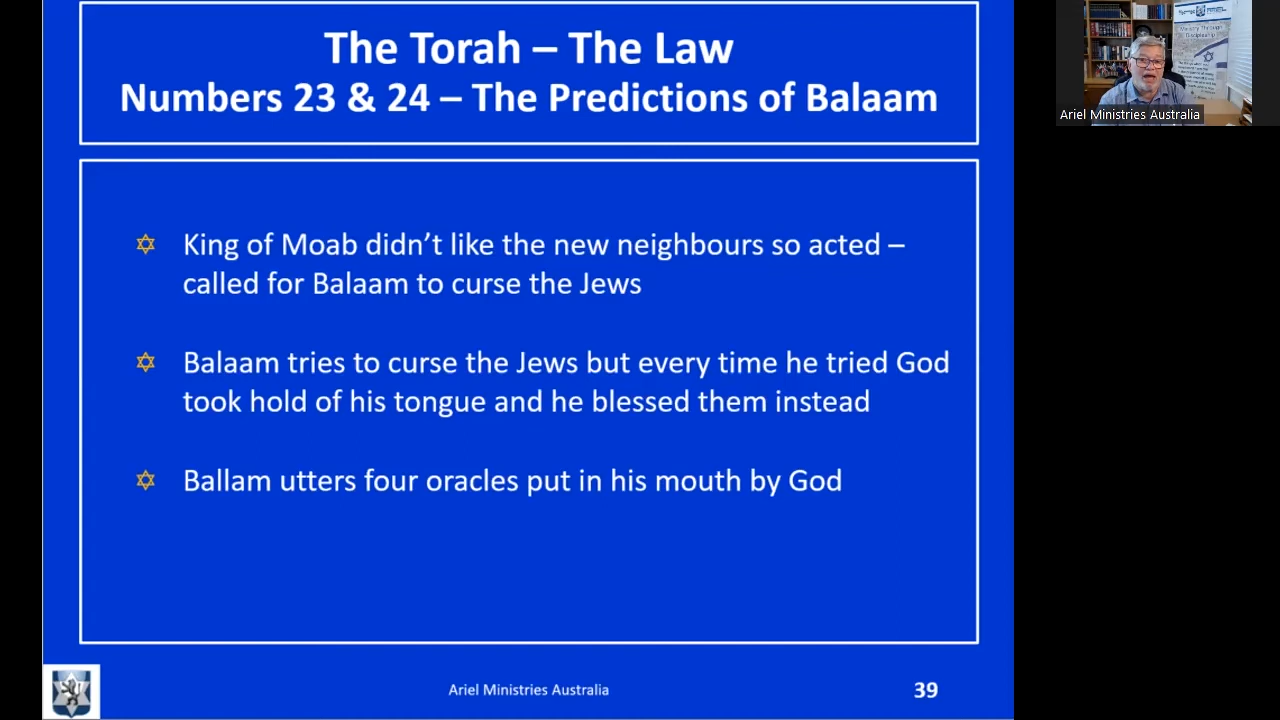 The Torah – The Law
Numbers 23 & 24 – The Predictions of Balaam
King of Moab didn't like the new neighbours so acted –
called for Balaam to curse the Jews
Balaam tries to curse the Jews but every time he tried God
took hold of his tongue and he blessed them instead
Ballam utters four oracles put in his mouth by God
Ariel Ministries Australia
39
Ministry Through
Discipleship
Ariel Ministries Australia